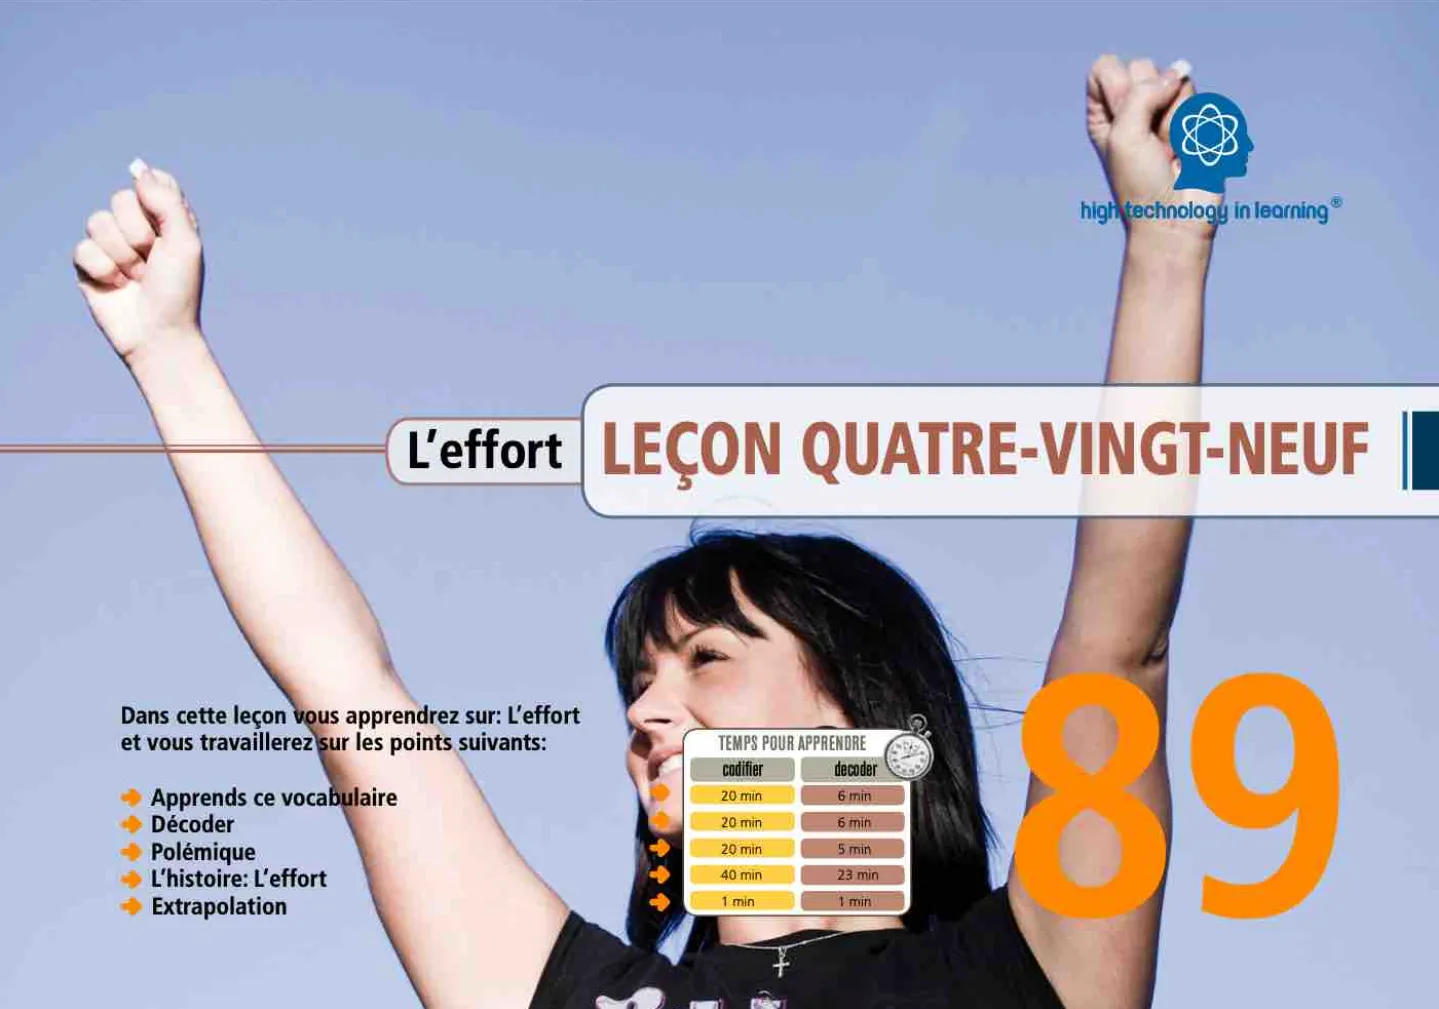 high technology in learning®
L'effort
LEÇON QUATRE-VINGT-NEUF
Dans cette leçon vous apprendrez sur: L'effort
et vous travaillerez sur les points suivants:
Apprends ce vocabulaire
Décoder
Polémique
L'histoire: L'effort
Extrapolation
TEMPS POUR APPRENDRE
codifier decoder
20 min 6 min
20 min 6 min
20 min 5 min
40 min 23 min
1 min 1 min
89